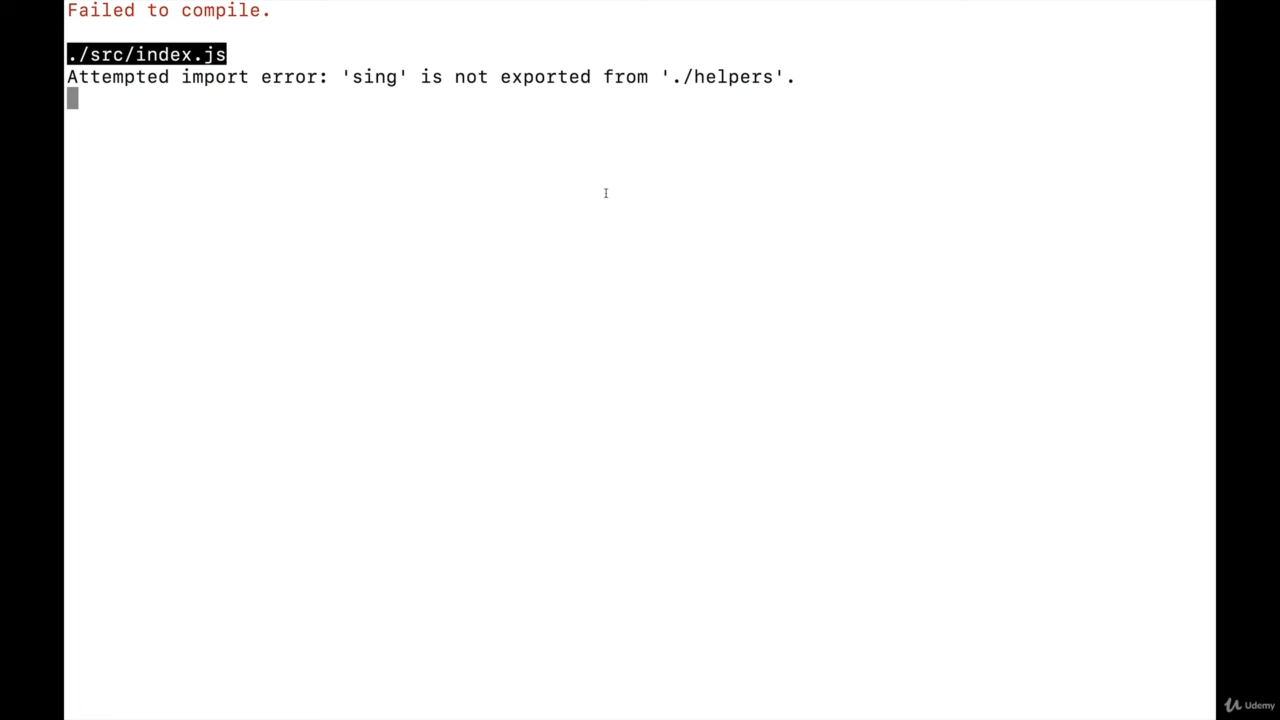 Failed to compile.
./src/index.js
Attempted import error: 'sing' is not exported from './helpers'.
Udemy